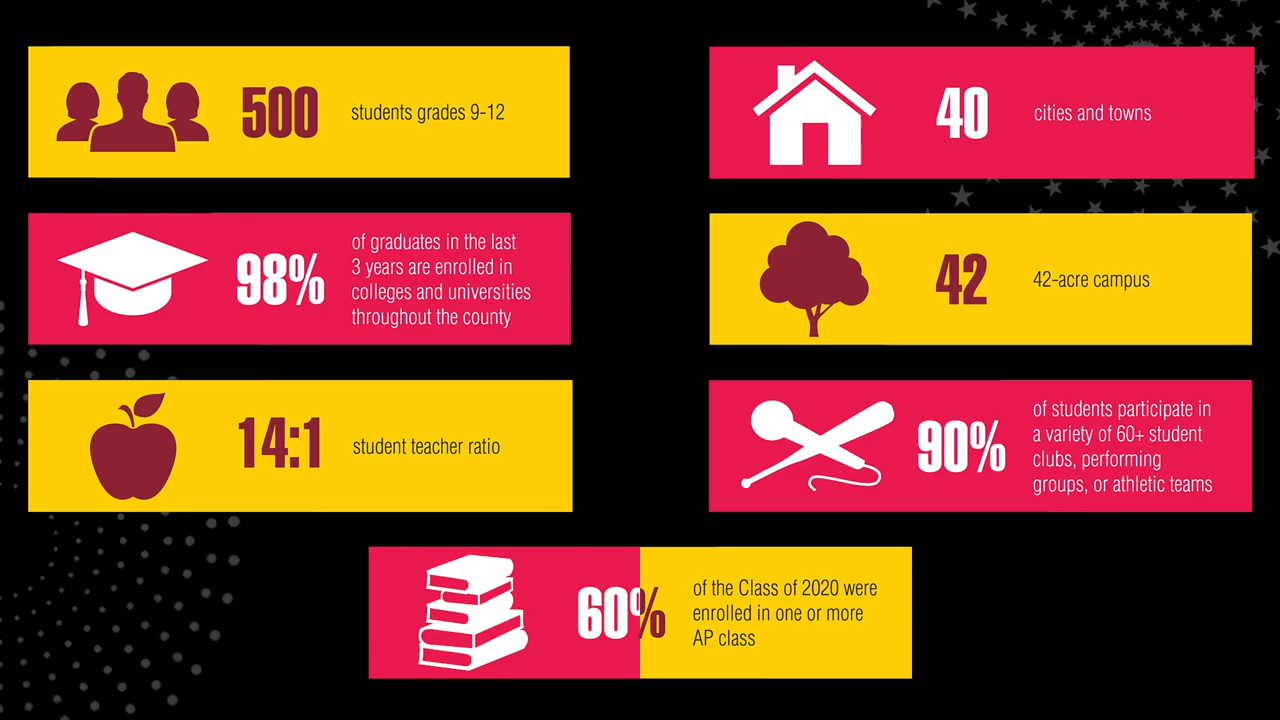 500
students grades 9-12
40
cities and towns
98%
of graduates in the last
3 years are enrolled in
colleges and universities
throughout the county
42
42-acre campus
14:1
student teacher ratio
90%
of students participate in
a variety of 60+ student
clubs, performing
groups, or athletic teams
60%
of the Class of 2020 were
enrolled in one or more
AP class